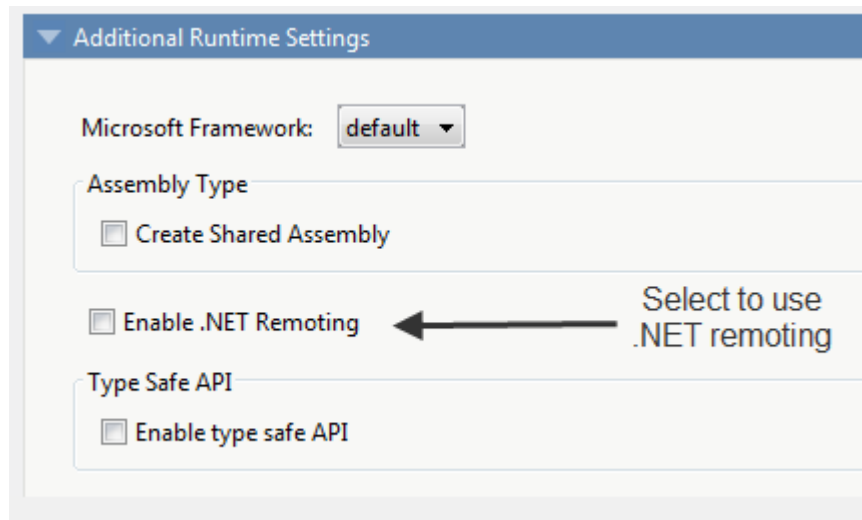 Additional Runtime Settings
Microsoft Framework: default
Assembly Type
Create Shared Assembly
Enable .NET Remoting
Select to use
.NET remoting
Type Safe API
Enable type safe API